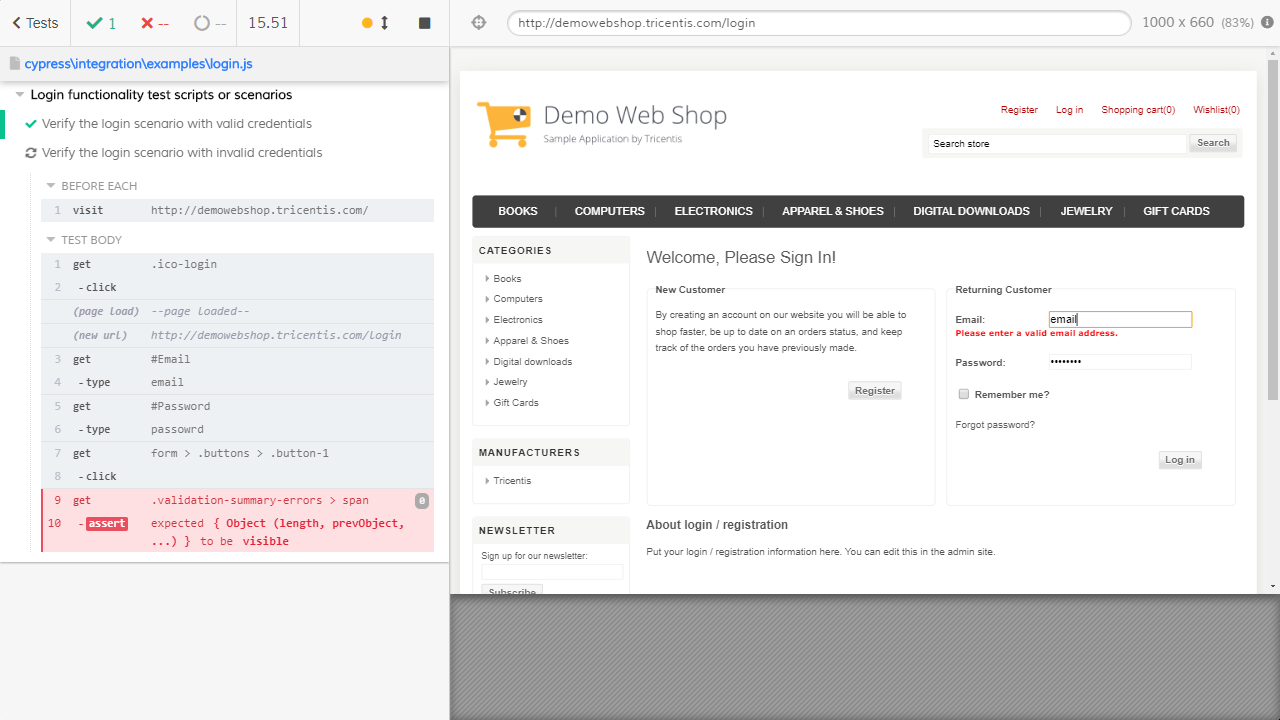 Tests 1 -- -- 15.51
http://demowebshop.tricentis.com/login 1000 x 660 (83%)
cypress\integration\examples\login.js
Login functionality test scripts or scenarios
Verify the login scenario with valid credentials
Verify the login scenario with invalid credentials
BEFORE EACH
1 visit http://demowebshop.tricentis.com/
TEST BODY
1 get .ico-login
2 - click
(page load) --page loaded--
(new url) http://demowebshop.tricentis.com/login
3 get #Email
4 - type email
5 get #Password
6 - type passowrd
7 get form > .buttons > .button-1
8 - click
9 get .validation-summary-errors > span 0
10 - assert expected { Object (length, prevObject,
...) } to be visible
Demo Web Shop
Sample Application by Tricentis
Register Log in Shopping cart(0) Wishlist(0)
Search store Search
BOOKS COMPUTERS ELECTRONICS APPAREL & SHOES DIGITAL DOWNLOADS JEWELRY GIFT CARDS
CATEGORIES
Books
Computers
Electronics
Apparel & Shoes
Digital downloads
Jewelry
Gift Cards
MANUFACTURERS
Tricentis
NEWSLETTER
Sign up for our newsletter:
Subscribe
Welcome, Please Sign In!
New Customer
By creating an account on our website you will be able to
shop faster, be up to date on an orders status, and keep
track of the orders you have previously made.
Register
Returning Customer
Email: email
Please enter a valid email address.
Password: ••••••••
Remember me?
Forgot password?
Log in
About login / registration
Put your login / registration information here. You can edit this in the admin site.